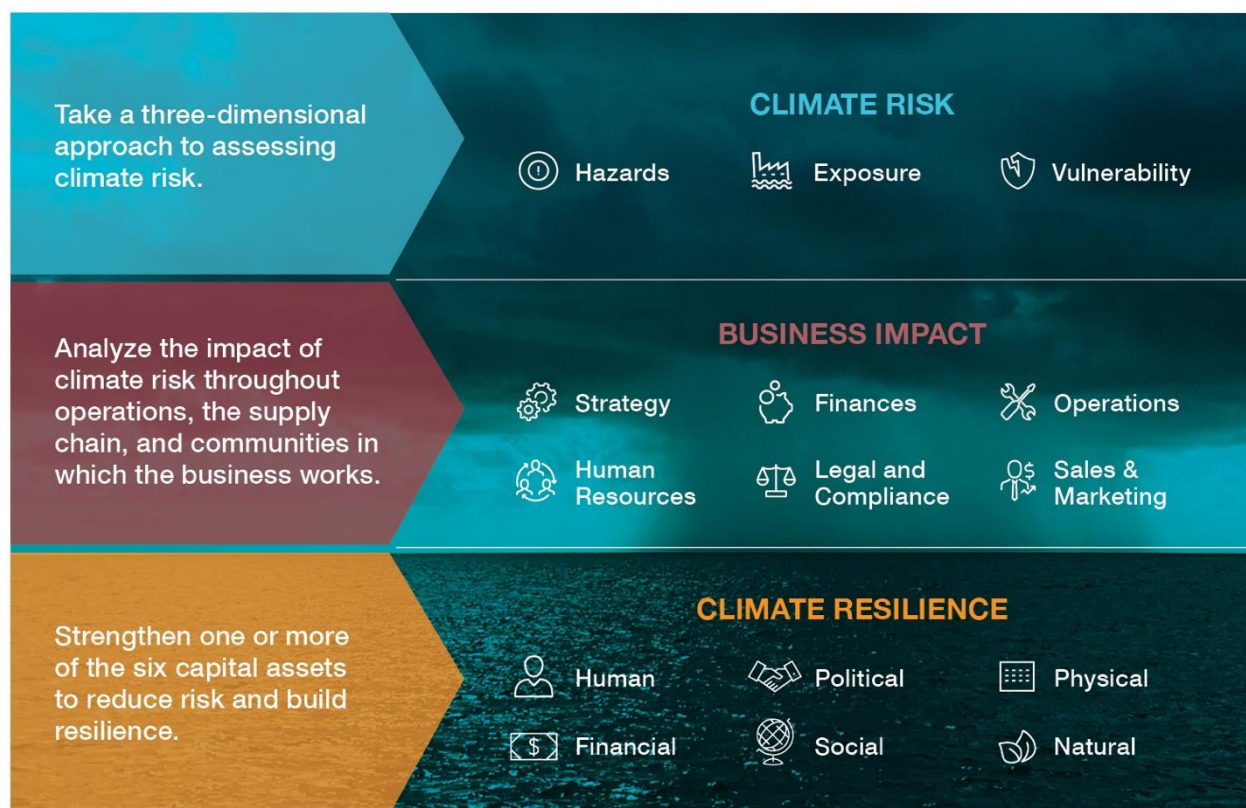 Take a three-dimensional
approach to assessing
climate risk.
CLIMATE RISK
Hazards
Exposure
Vulnerability
Analyze the impact of
climate risk throughout
operations, the supply
chain, and communities in
which the business works.
BUSINESS IMPACT
Strategy
Finances
Operations
Human
Resources
Legal and
Compliance
Sales &
Marketing
Strengthen one or more
of the six capital assets
to reduce risk and build
resilience.
CLIMATE RESILIENCE
Human
Political
Physical
$ Financial
Social
Natural